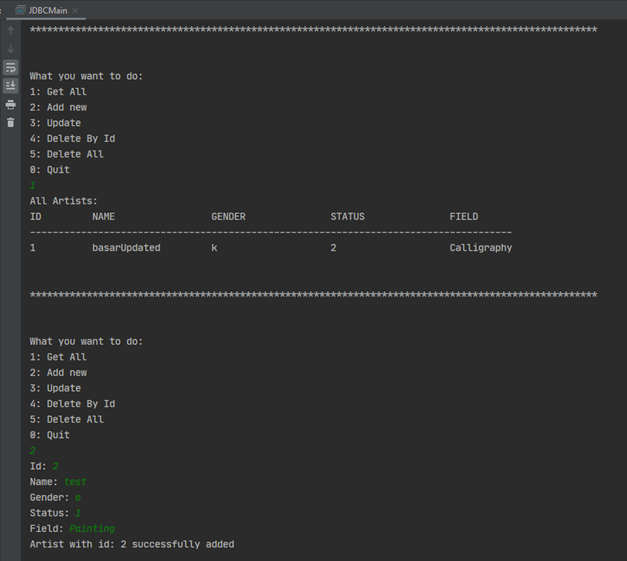 JDBCMain
****************************************************************************************************
What you want to do:
1: Get All
2: Add new
3: Update
4: Delete By Id
5: Delete All
0: Quit
1
All Artists:
ID NAME GENDER STATUS FIELD
-------------------------------------------------------------------------------------
1 basarUpdated k 2 Calligraphy
****************************************************************************************************
What you want to do:
1: Get All
2: Add new
3: Update
4: Delete By Id
5: Delete All
0: Quit
2
Id: 2
Name: test
Gender: e
Status: 1
Field: Painting
Artist with id: 2 successfully added